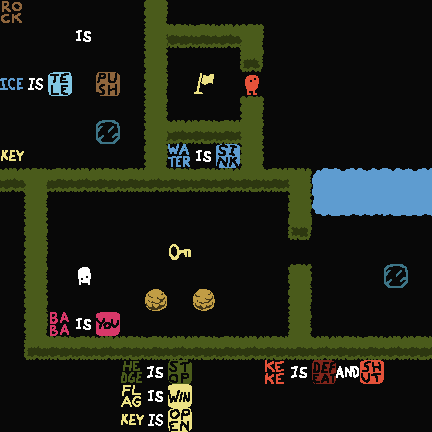 ROCK
IS
ICE IS TELE PUSH
KEY
WATER IS SINK
BABA IS YOU
HEDGE IS STOP
KEKE IS DEFEAT AND SHUT
FLAG IS WIN
KEY IS OPEN